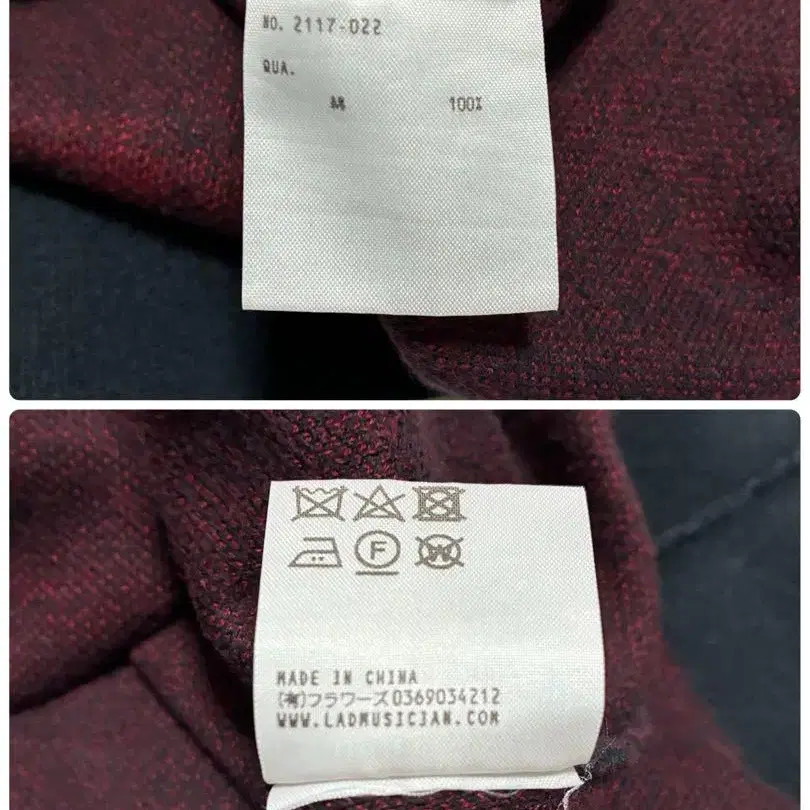 NO. 2117-022
QUA.
100%
F
W
MADE IN CHINA
(有)フラワーズ0369034212
WWW.LADMUSICIAN.COM